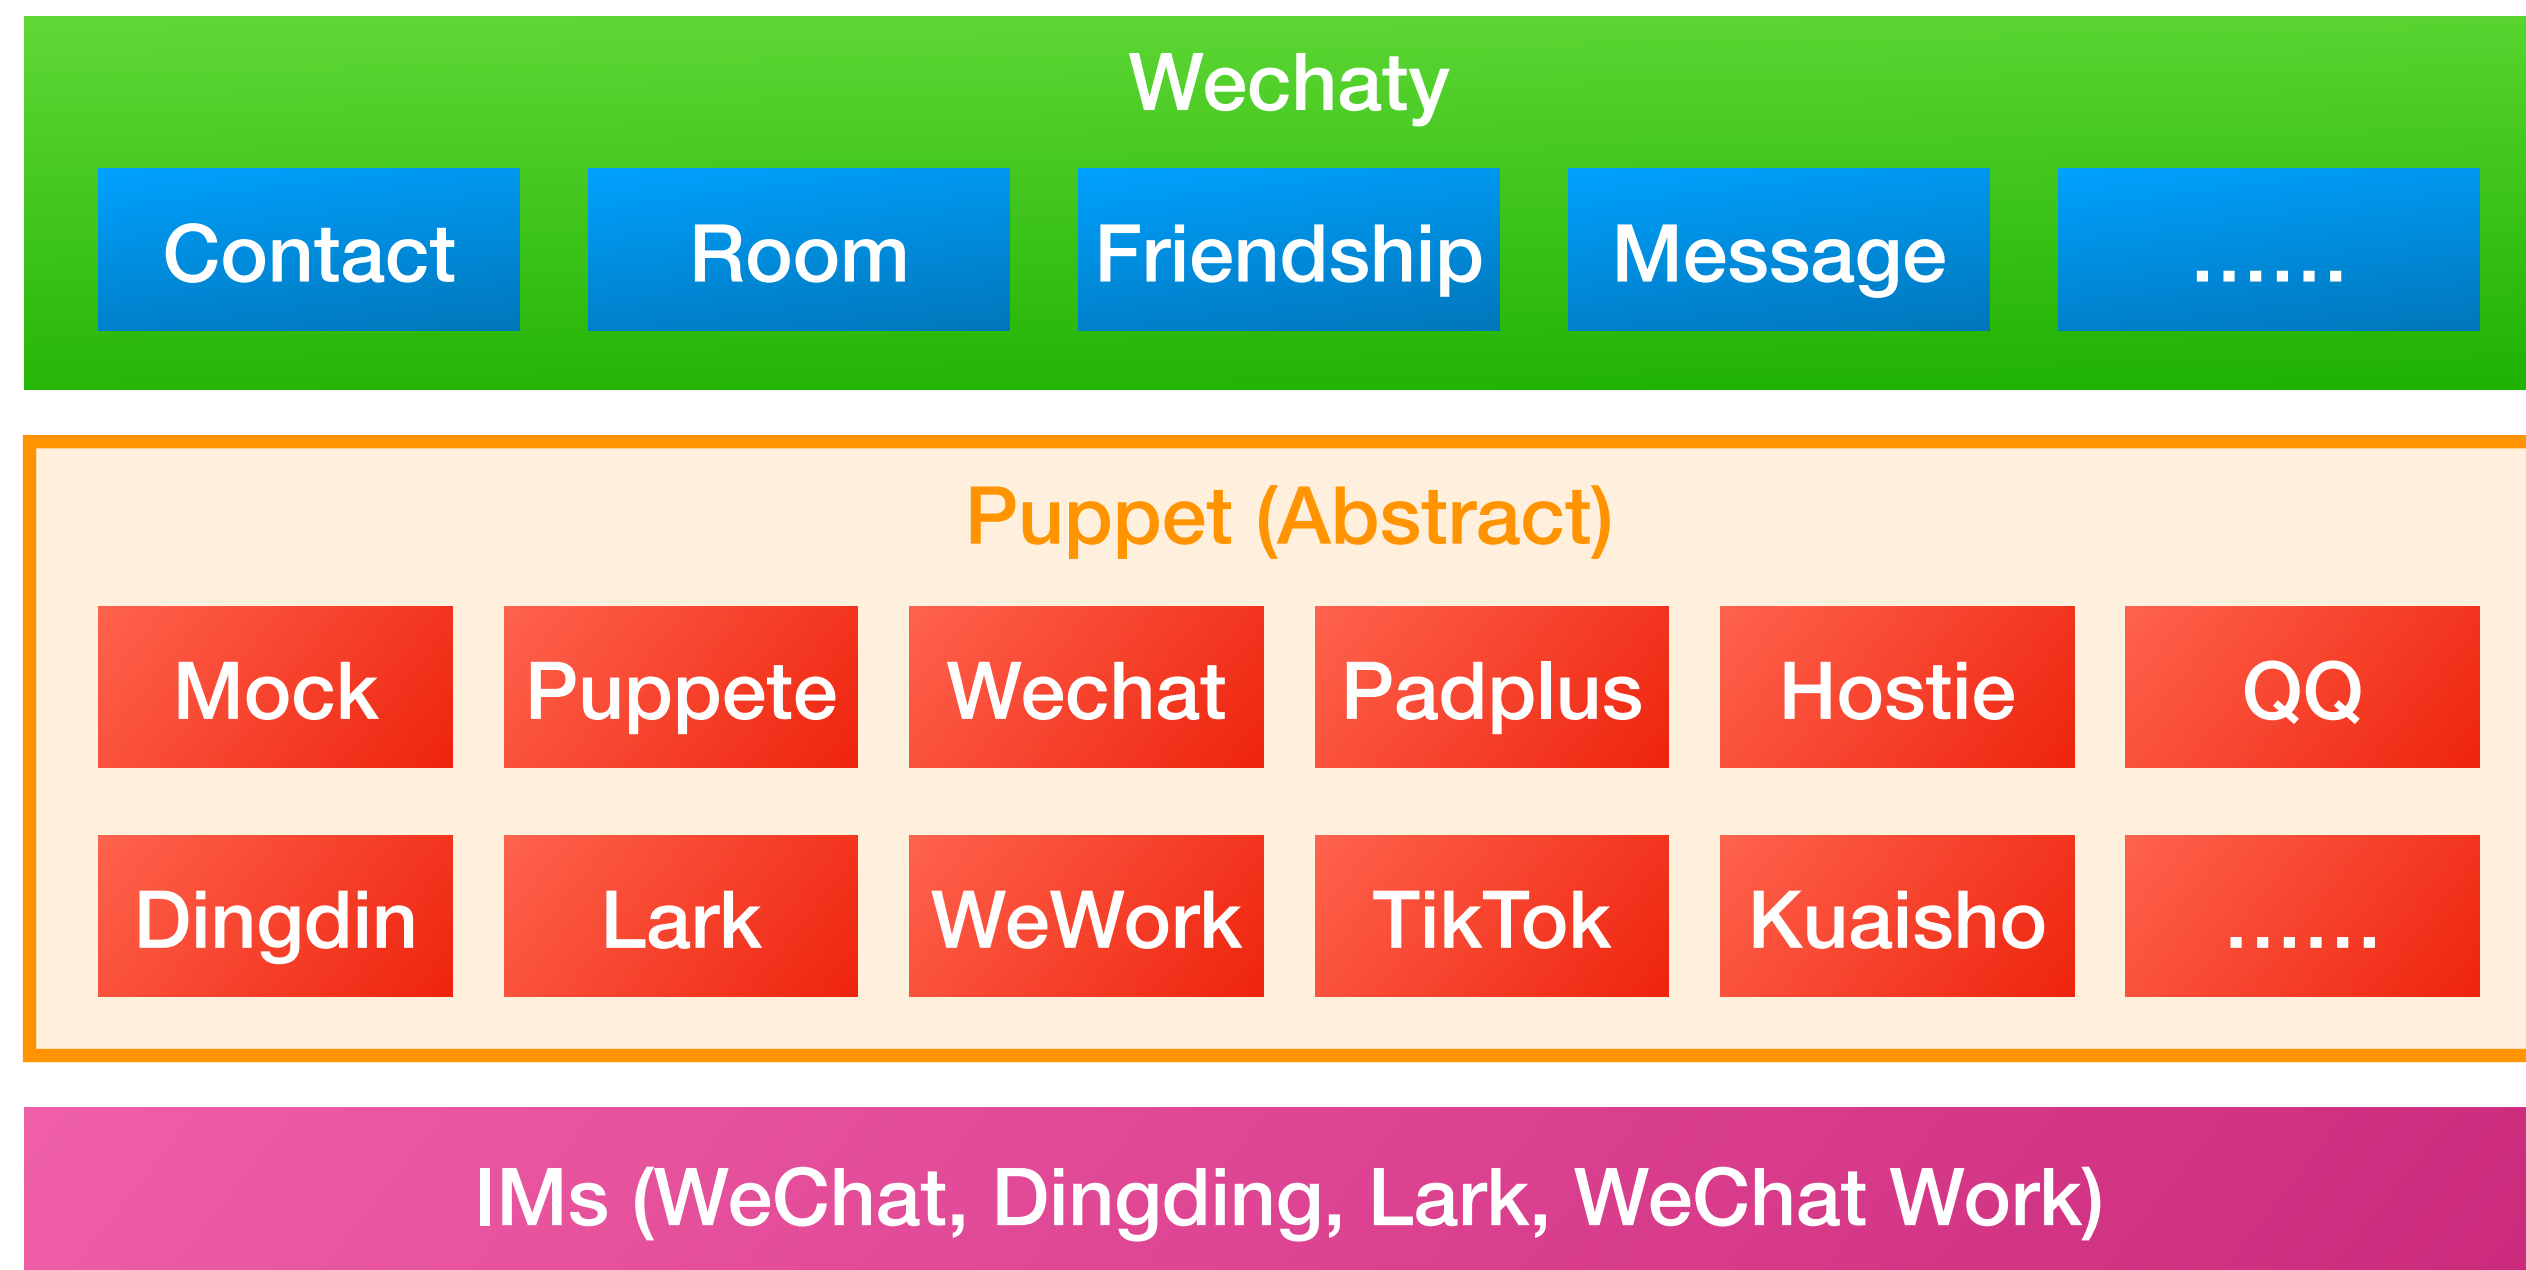 Wechaty
Contact Room Friendship Message ......
Puppet (Abstract)
Mock Puppete Wechat Padplus Hostie QQ
Dingdin Lark WeWork TikTok Kuaisho ......
IMs (WeChat, Dingding, Lark, WeChat Work)